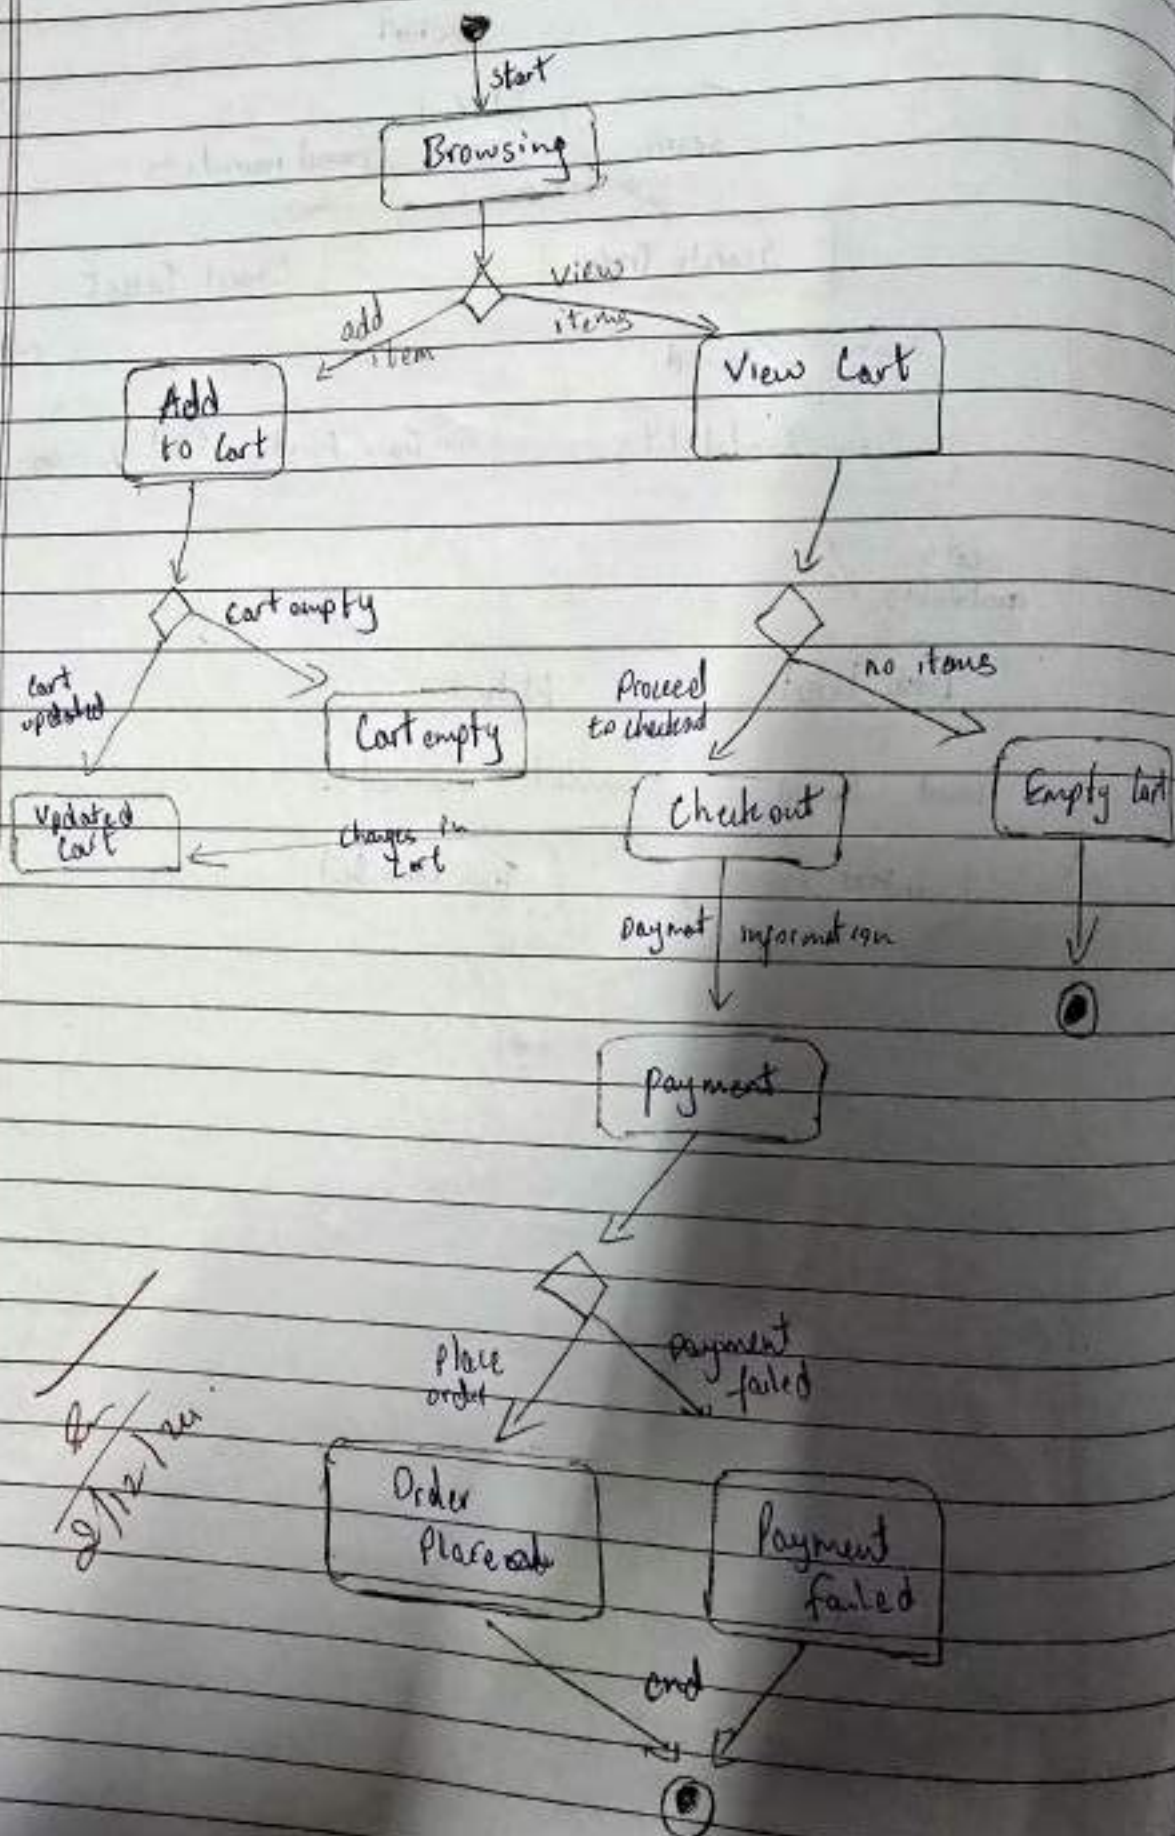 start
Browsing
view
items
add
item
View Cart
Add
to Cart
Cart empty
no items
Proceed
to checkout
Cart
updated
Cart empty
Empty Cart
Checkout
Updated
Cart
Changes in
Cart
Paymet information
payment
Place
order
payment
failed
Order
Placed
Payment
failed
end